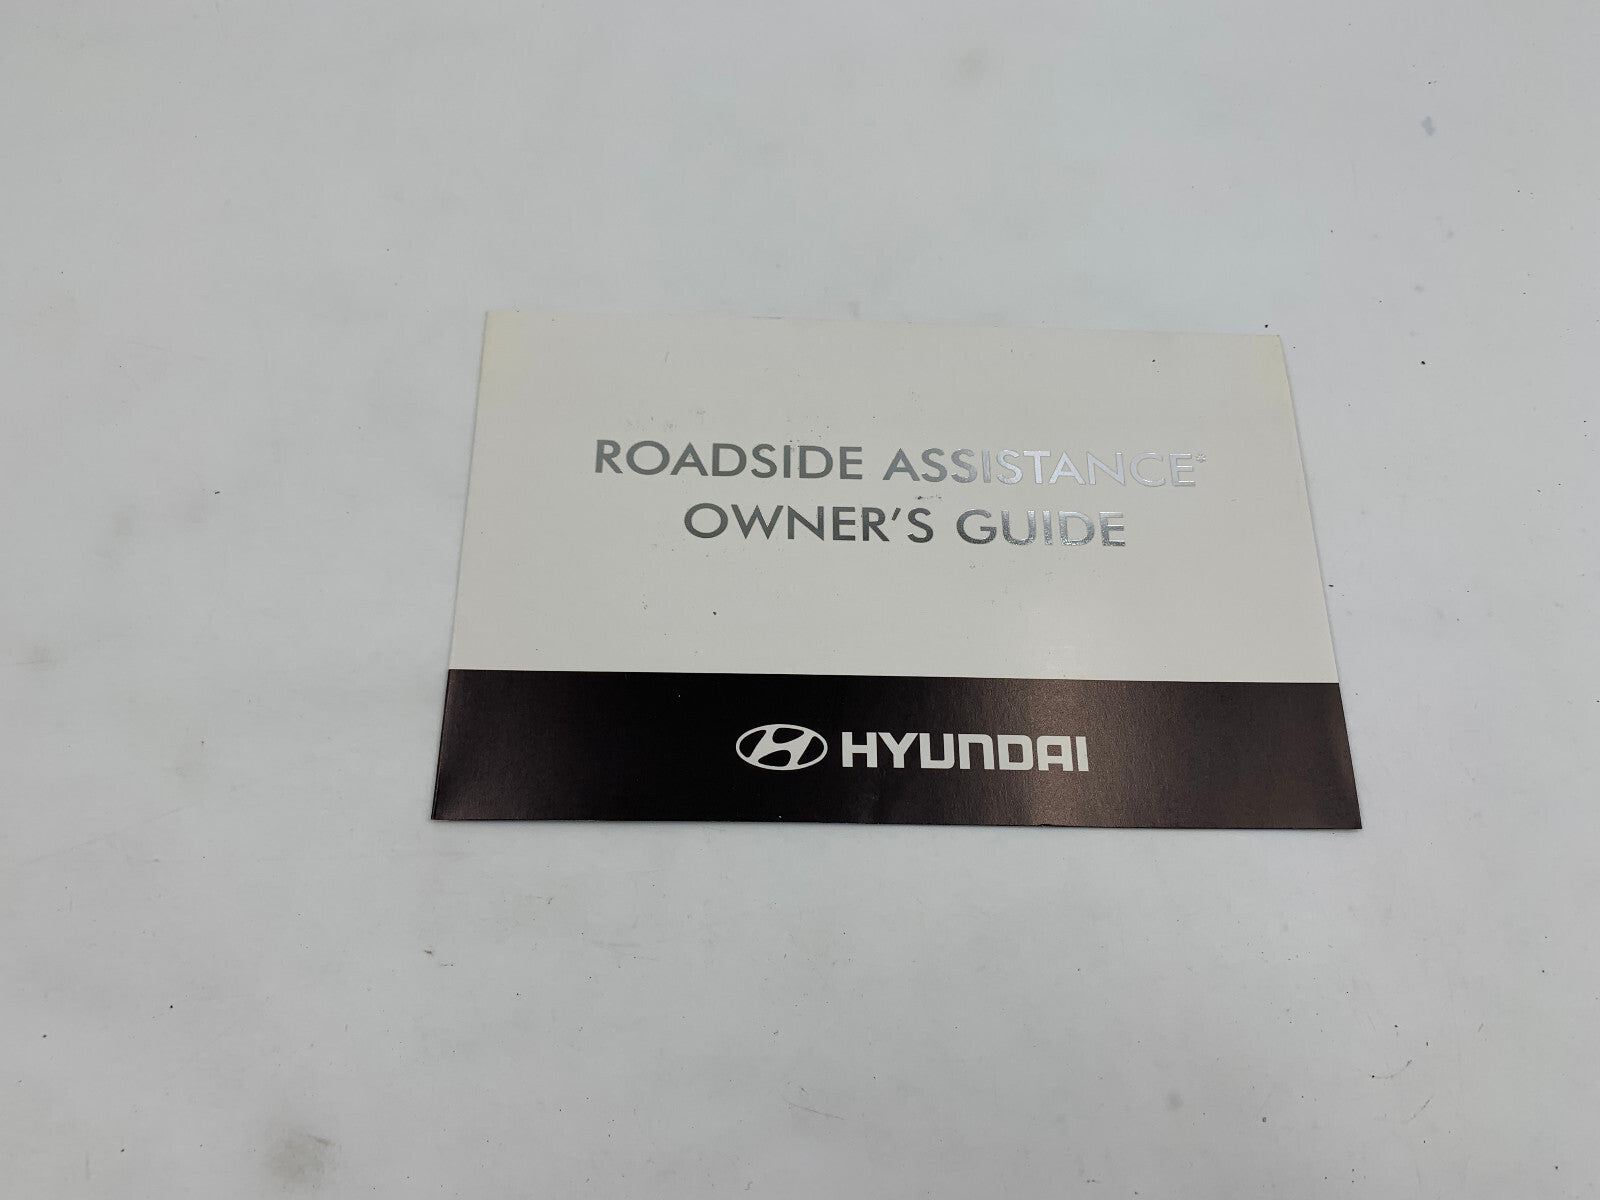 ROADSIDE ASSISTANCE*
OWNER'S GUIDE
HYUNDAI